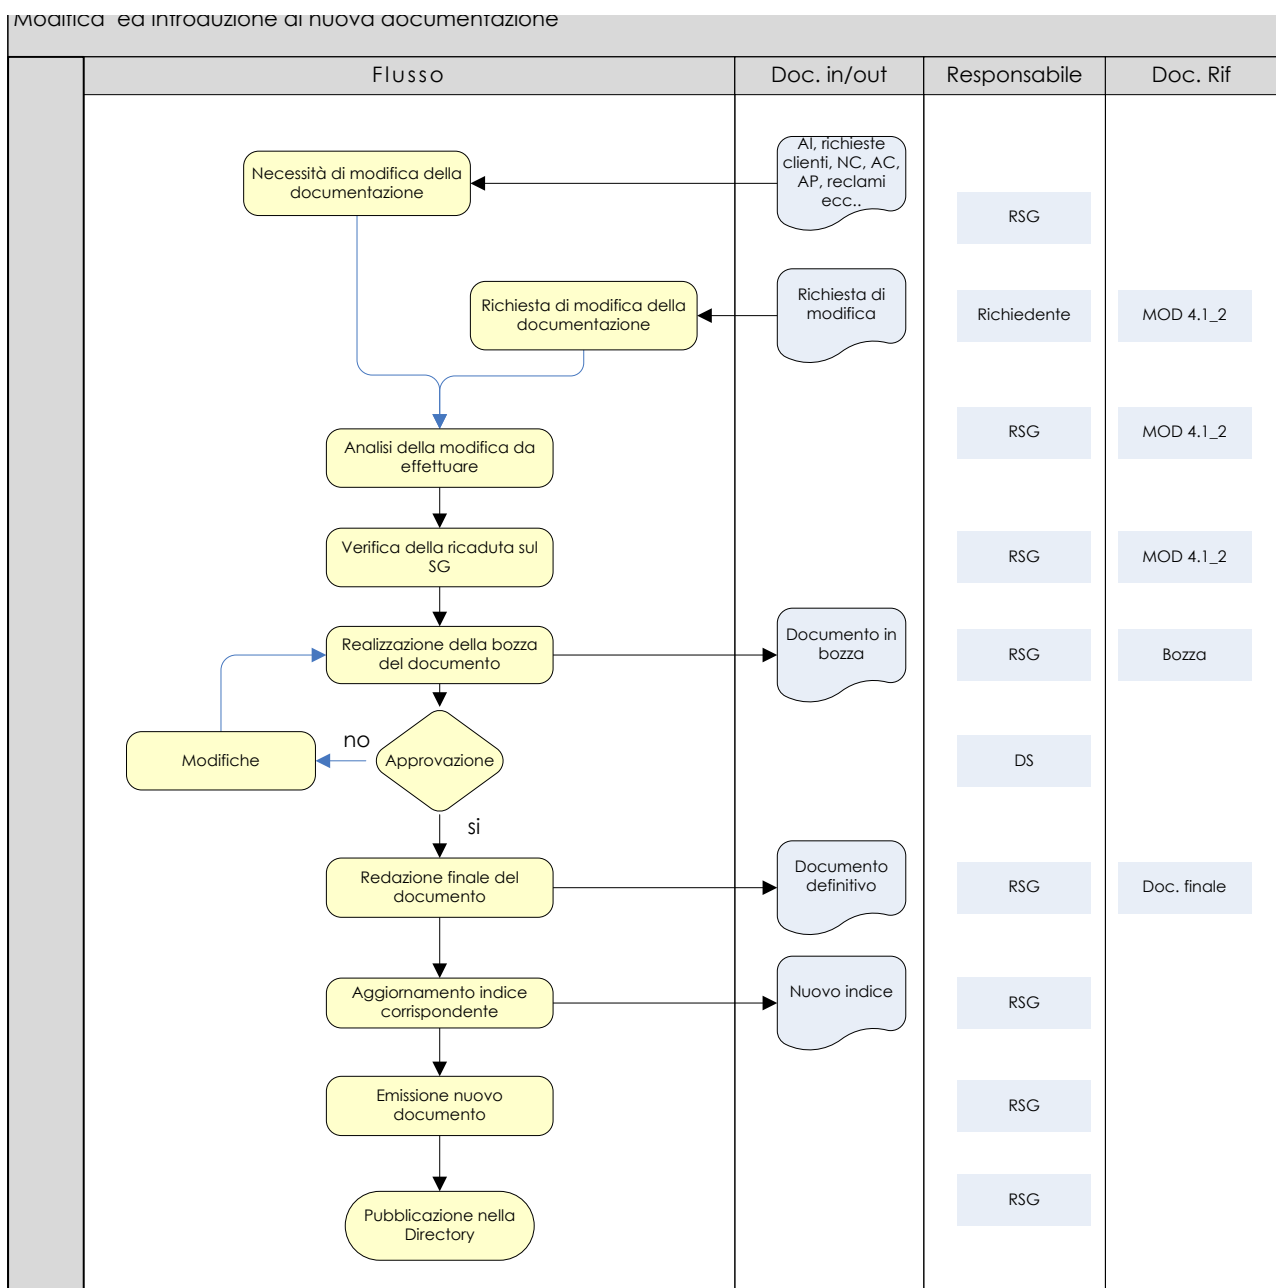 Modifica ed introduzione di nuova documentazione
Flusso
Doc. in/out
Responsabile
Doc. Rif
Necessità di modifica della
documentazione
AI, richieste
clienti, NC, AC,
AP, reclami
ecc..
RSG
Richiesta di modifica della
documentazione
Richiesta di
modifica
Richiedente
MOD 4.1_2
Analisi della modifica da
effettuare
RSG
MOD 4.1_2
Verifica della ricaduta sul
SG
RSG
MOD 4.1_2
Realizzazione della bozza
del documento
Documento in
bozza
RSG
Bozza
Modifiche
no
Approvazione
DS
si
Redazione finale del
documento
Documento
definitivo
RSG
Doc. finale
Aggiornamento indice
corrispondente
Nuovo indice
RSG
Emissione nuovo
documento
RSG
Pubblicazione nella
Directory
RSG